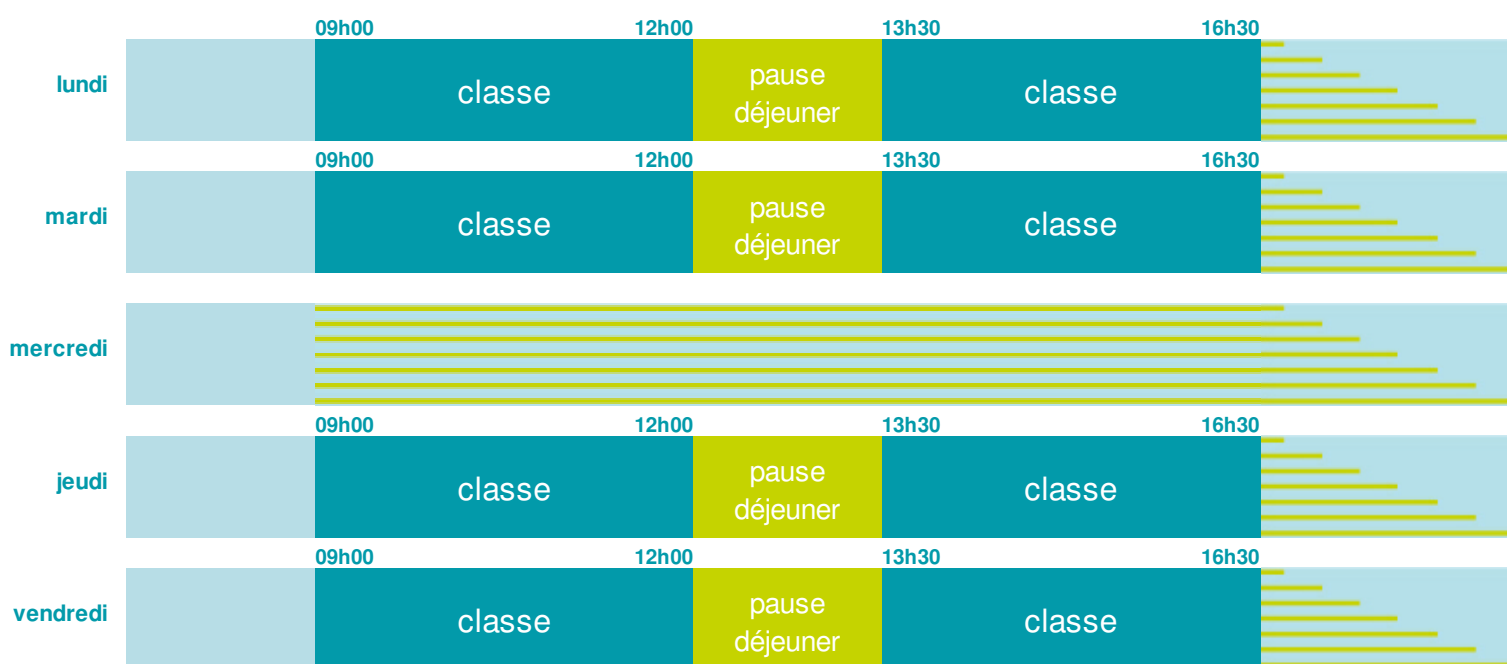 09h00 12h00 13h30 16h30
lundi classe pause déjeuner classe
09h00 12h00 13h30 16h30
mardi classe pause déjeuner classe
mercredi
09h00 12h00 13h30 16h30
jeudi classe pause déjeuner classe
09h00 12h00 13h30 16h30
vendredi classe pause déjeuner classe